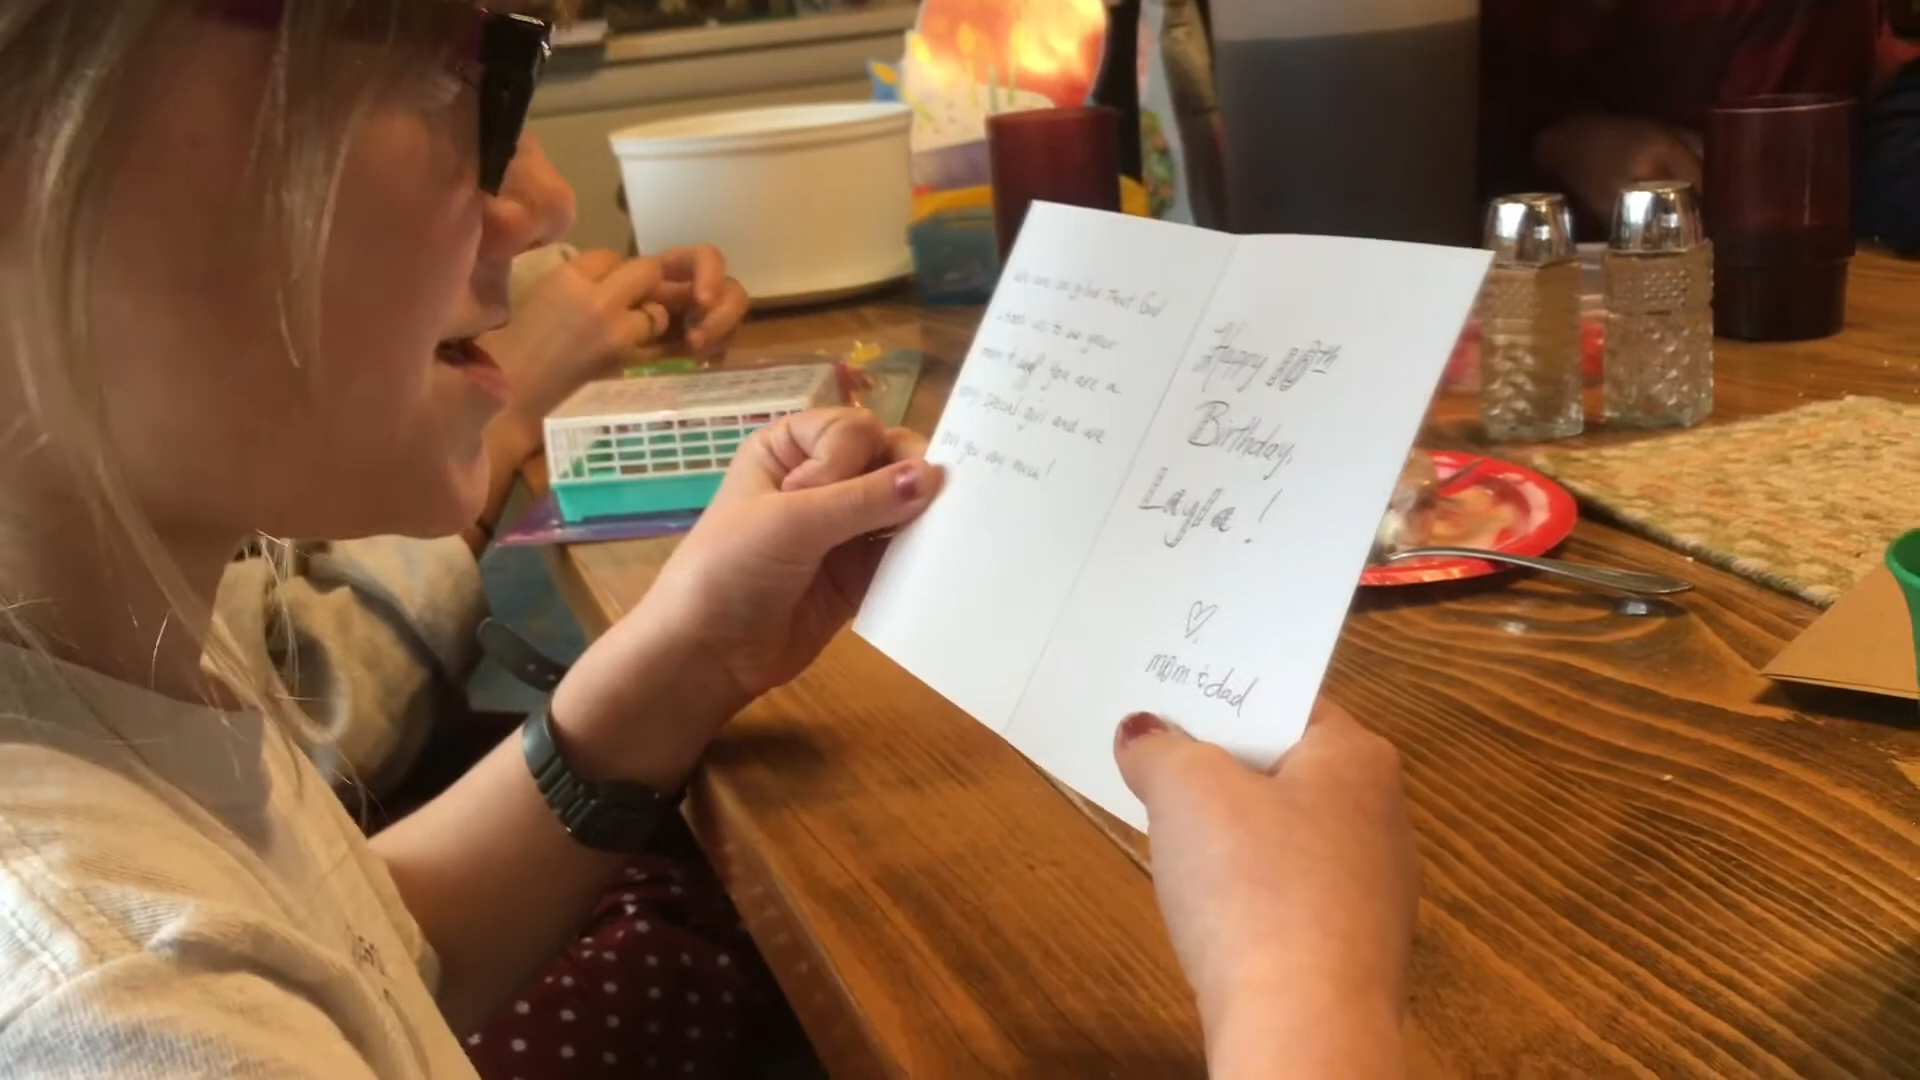 We are so glad that God
chose us to be your
mom & dad! You are a
very special girl and we
love you very much!
Happy 10th
Birthday,
Layla!
♡,
mom & dad